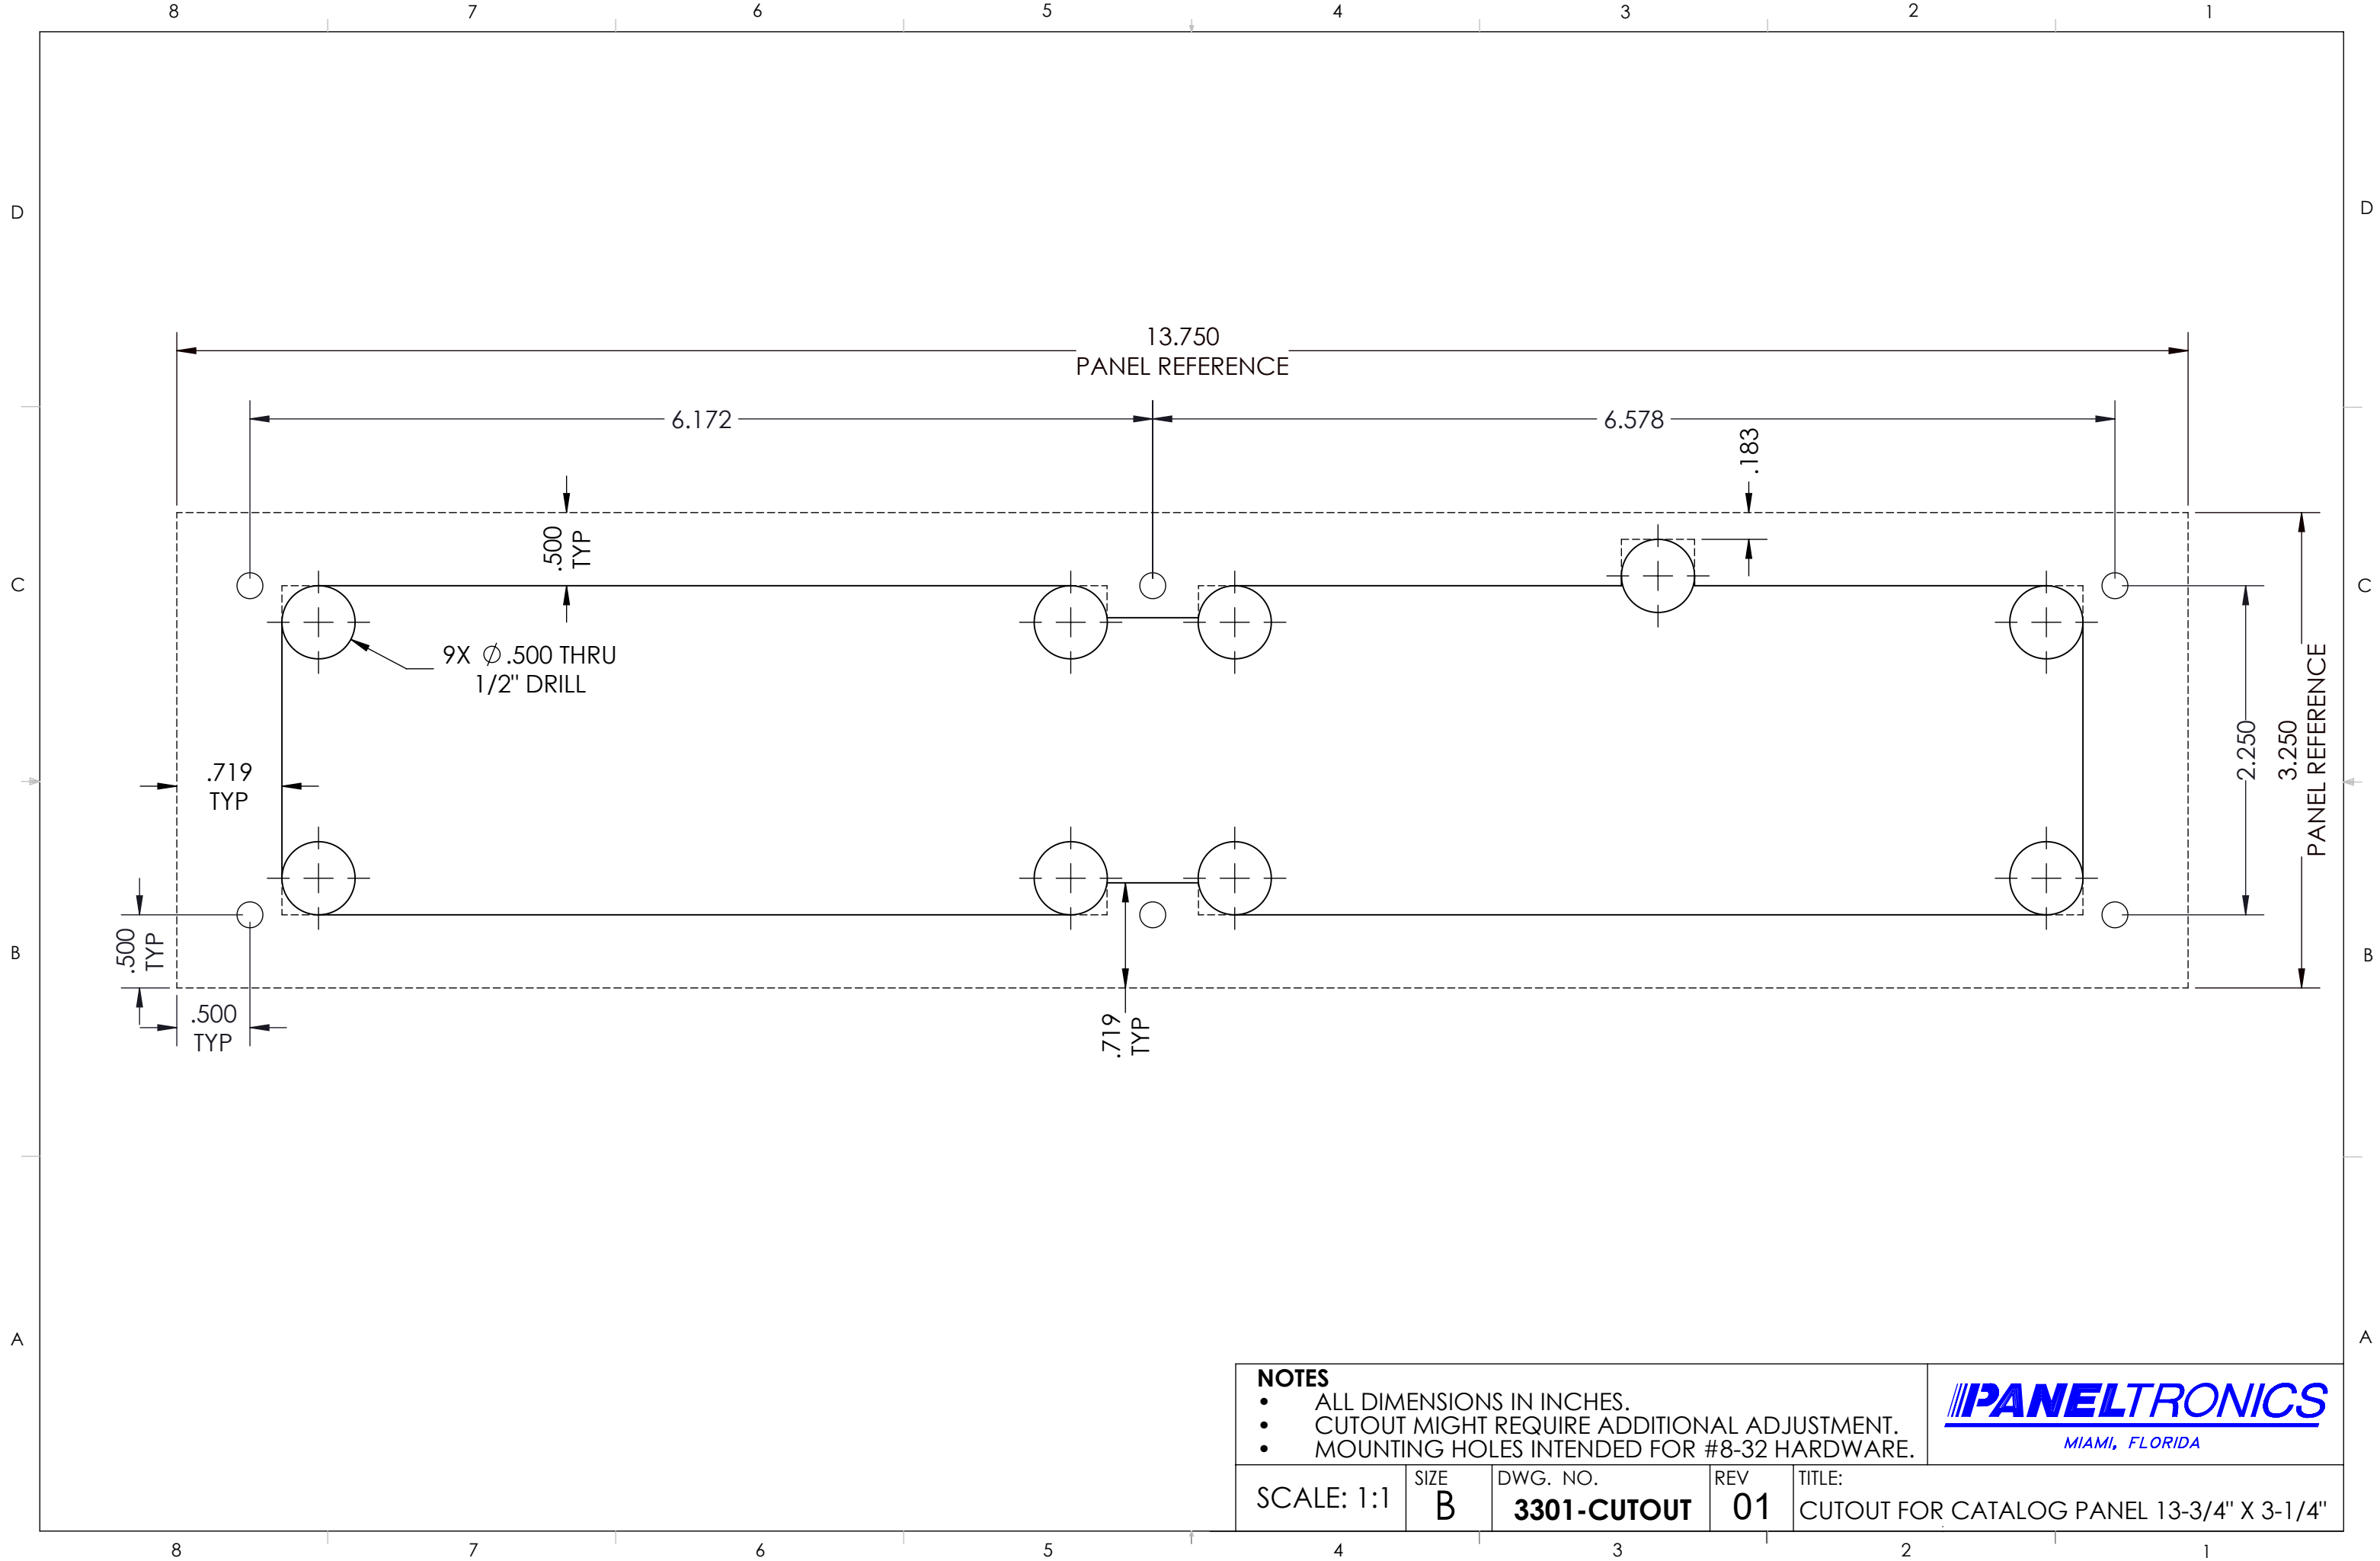 8 7 6 5 4 3 2 1
D D
13.750
PANEL REFERENCE
6.172 6.578
.183
.500
TYP
C C
9X ∅.500 THRU
1/2" DRILL
.719
TYP
2.250
3.250
PANEL REFERENCE
B B
.500
TYP
.500
TYP
.719
TYP
A A
NOTES
• ALL DIMENSIONS IN INCHES.
• CUTOUT MIGHT REQUIRE ADDITIONAL ADJUSTMENT.
• MOUNTING HOLES INTENDED FOR #8-32 HARDWARE.
PANELTRONICS
MIAMI, FLORIDA
SCALE: 1:1
SIZE
B
DWG. NO.
3301-CUTOUT
REV
01
TITLE:
CUTOUT FOR CATALOG PANEL 13-3/4" X 3-1/4"
8 7 6 5 4 3 2 1